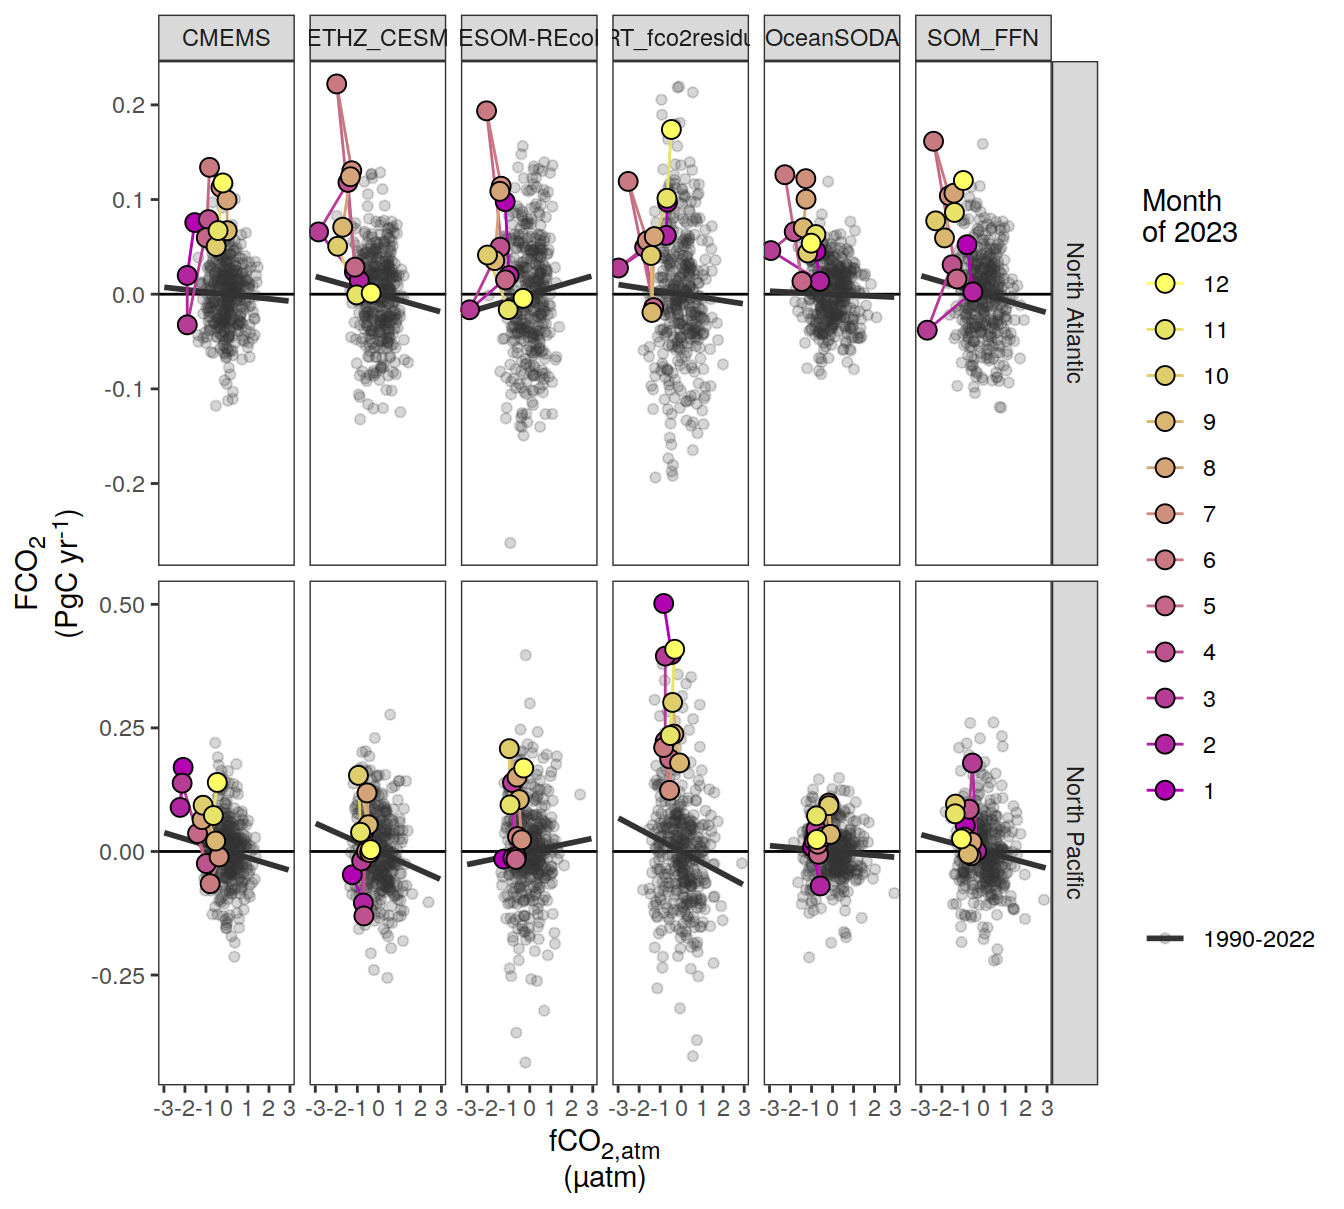 CMEMS ETHZ_CESM ESOM-REcoM RT_fco2residu OceanSODA SOM_FFN
0.2
0.1
0.0
-0.1
-0.2
North Atlantic
0.50
0.25
0.00
-0.25
North Pacific
-3 -2 -1 0 1 2 3 -3 -2 -1 0 1 2 3 -3 -2 -1 0 1 2 3 -3 -2 -1 0 1 2 3 -3 -2 -1 0 1 2 3 -3 -2 -1 0 1 2 3
FCO2
(PgC yr-1)
fCO2,atm
(µatm)
Month
of 2023
12
11
10
9
8
7
6
5
4
3
2
1
1990-2022